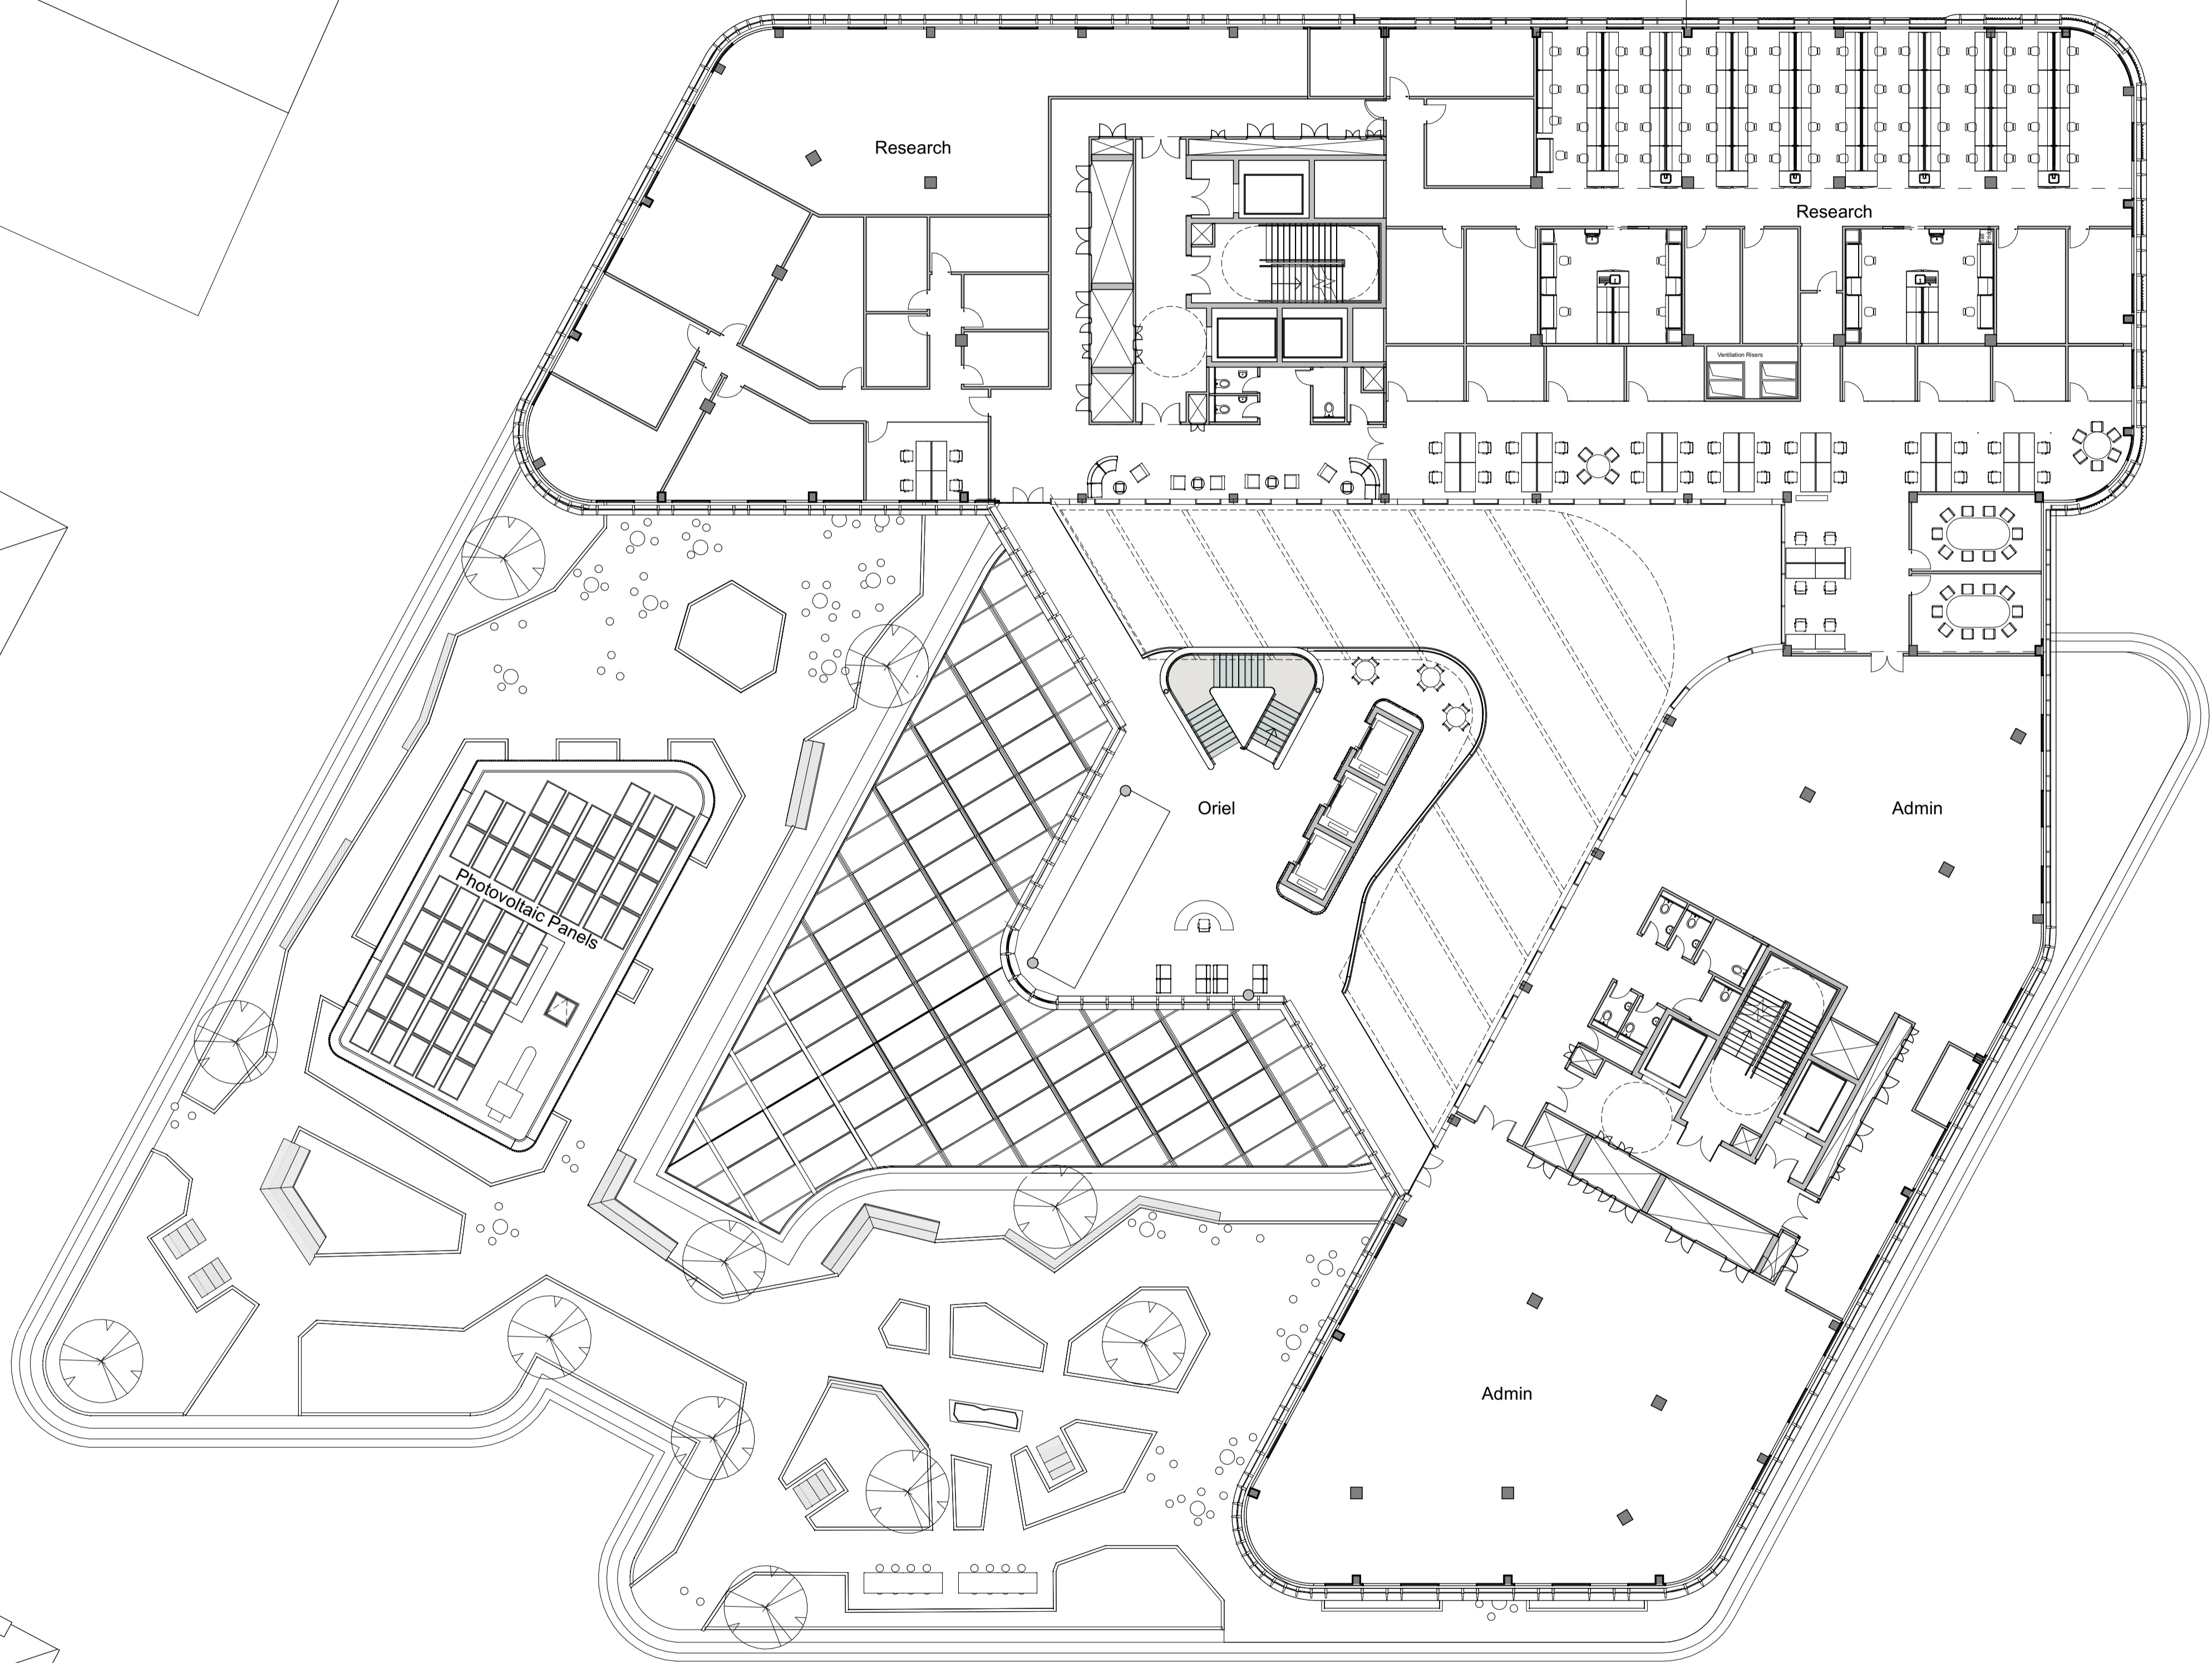 Research
Research
Ventilation Risers
Oriel
Admin
Photovoltaic Panels
Admin